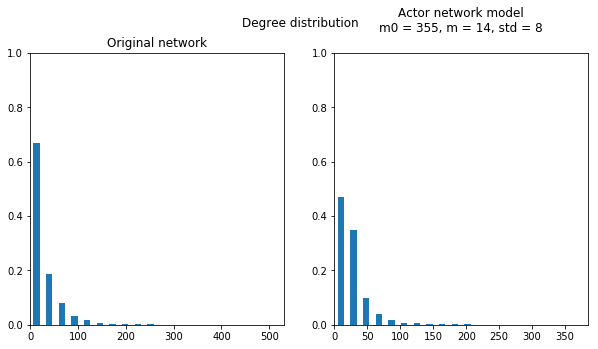 Degree distribution
Original network
1.0
0.8
0.6
0.4
0.2
0.0
0 100 200 300 400 500
Actor network model
m0 = 355, m = 14, std = 8
1.0
0.8
0.6
0.4
0.2
0.0
0 50 100 150 200 250 300 350